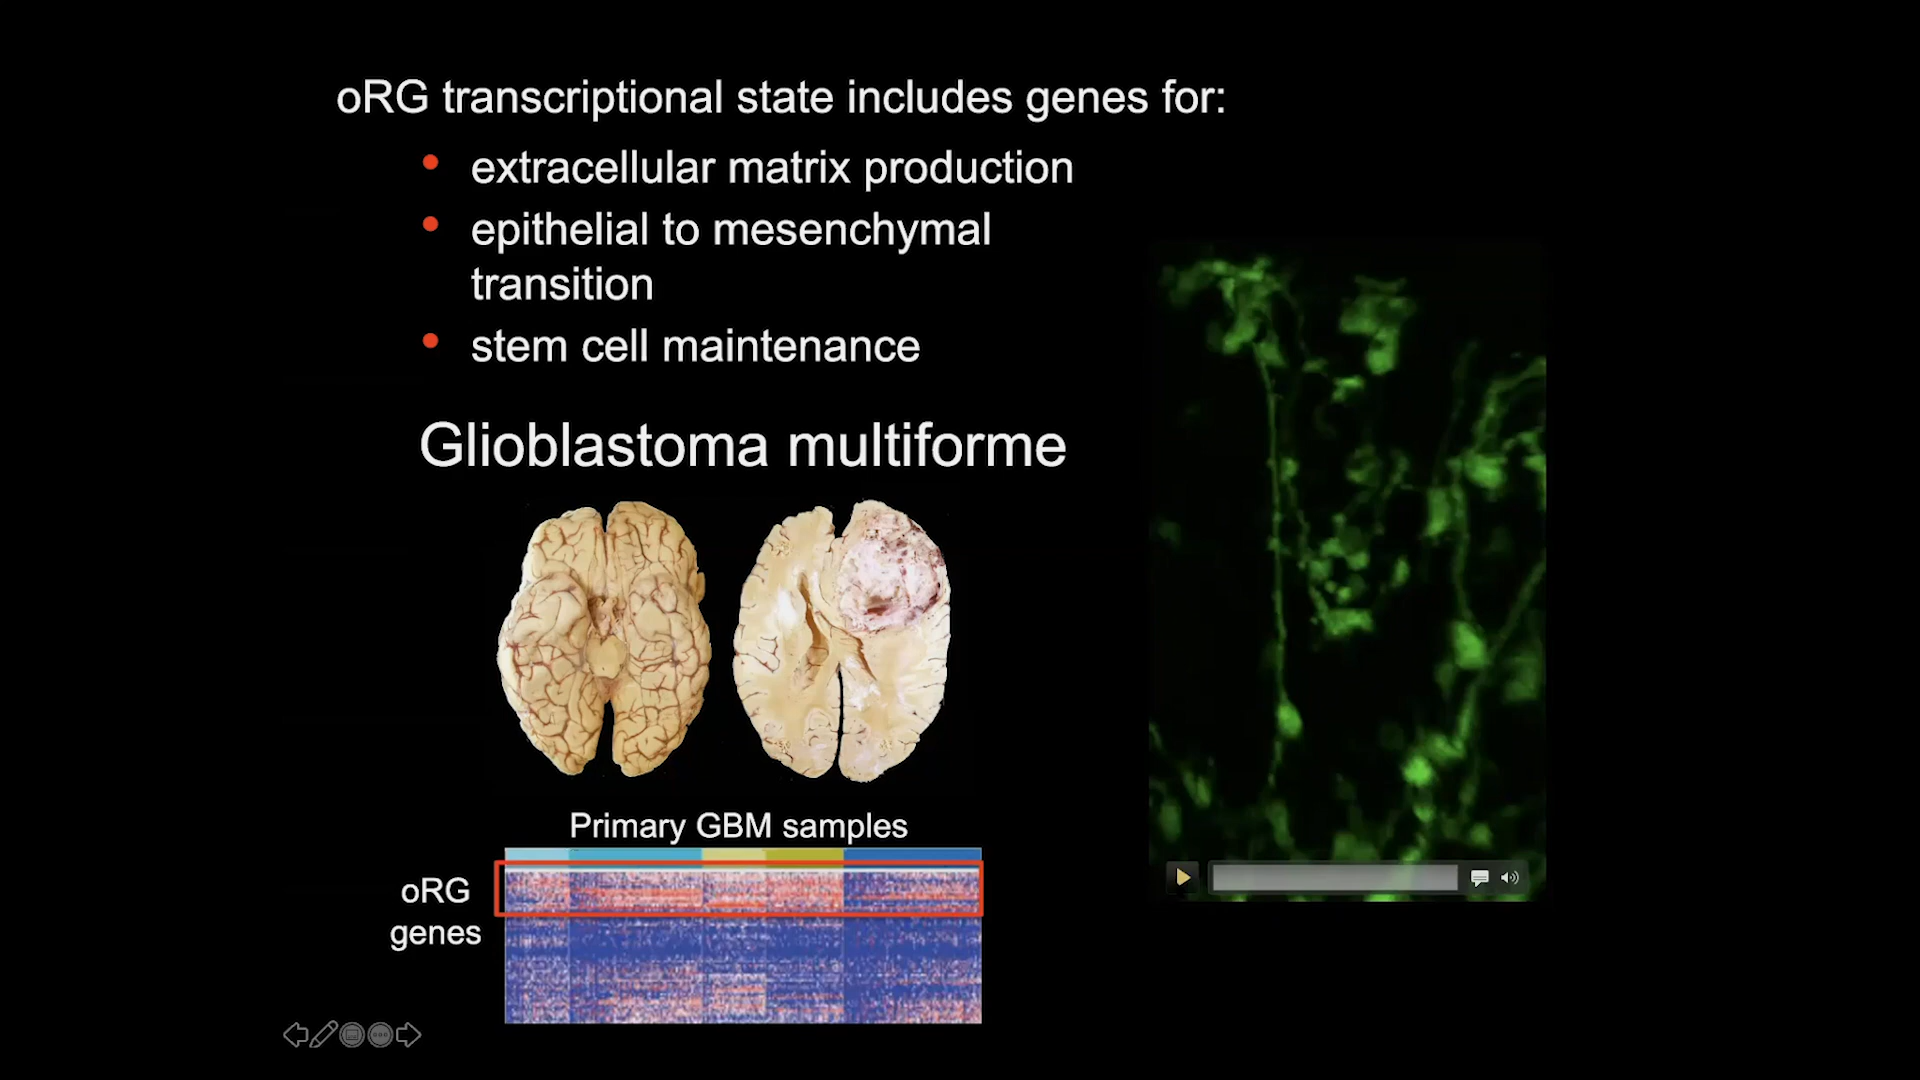 oRG transcriptional state includes genes for:
• extracellular matrix production
• epithelial to mesenchymal
transition
• stem cell maintenance
Glioblastoma multiforme
Primary GBM samples
oRG
genes